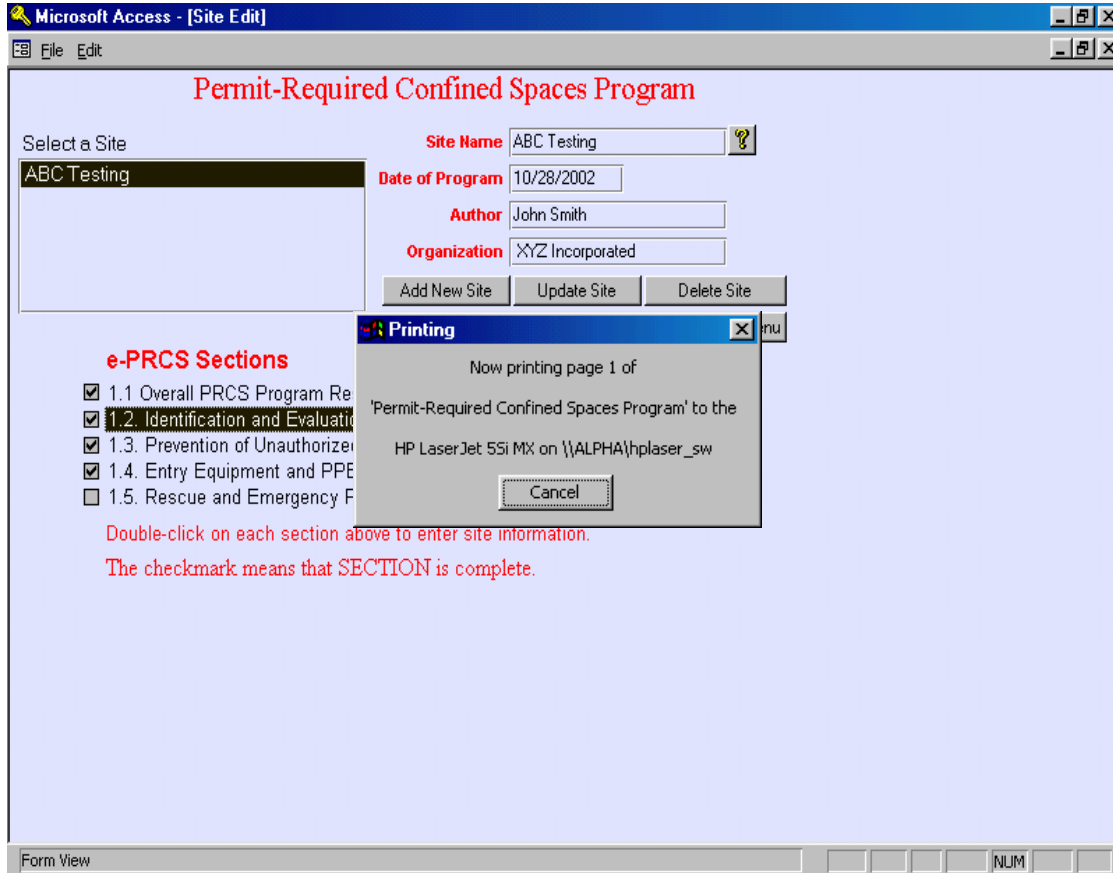 Microsoft Access - [Site Edit]
File Edit
Permit-Required Confined Spaces Program
Select a Site
ABC Testing
Site Name ABC Testing
Date of Program 10/28/2002
Author John Smith
Organization XYZ Incorporated
Add New Site Update Site Delete Site
Printing
Now printing page 1 of
'Permit-Required Confined Spaces Program' to the
HP LaserJet 5Si MX on \\ALPHA\hplaser_sw
Cancel
e-PRCS Sections
1.1 Overall PRCS Program Re
1.2. Identification and Evaluatio
1.3. Prevention of Unauthorize
1.4. Entry Equipment and PPE
1.5. Rescue and Emergency
Double-click on each section above to enter site information.
The checkmark means that SECTION is complete.
Form View NUM